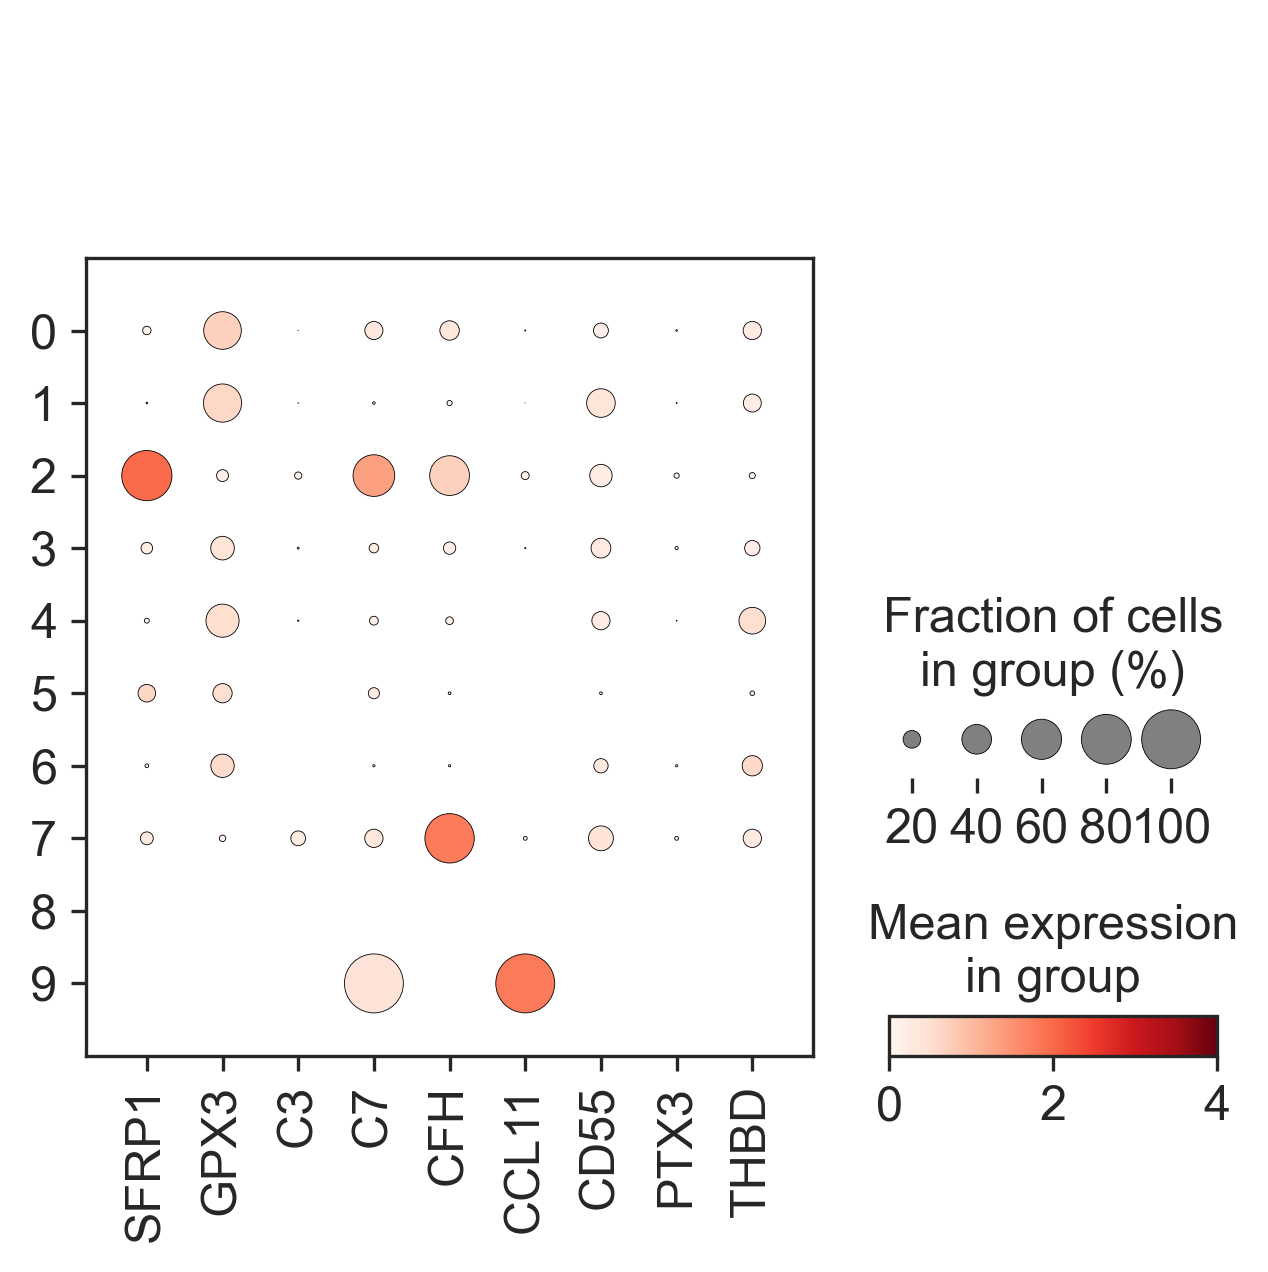 0
1
2
3
4
5
6
7
8
9
SFRP1
GPX3
C3
C7
CFH
CCL11
CD55
PTX3
THBD
Fraction of cells
in group (%)
20 40 60 80 100
Mean expression
in group
0 2 4